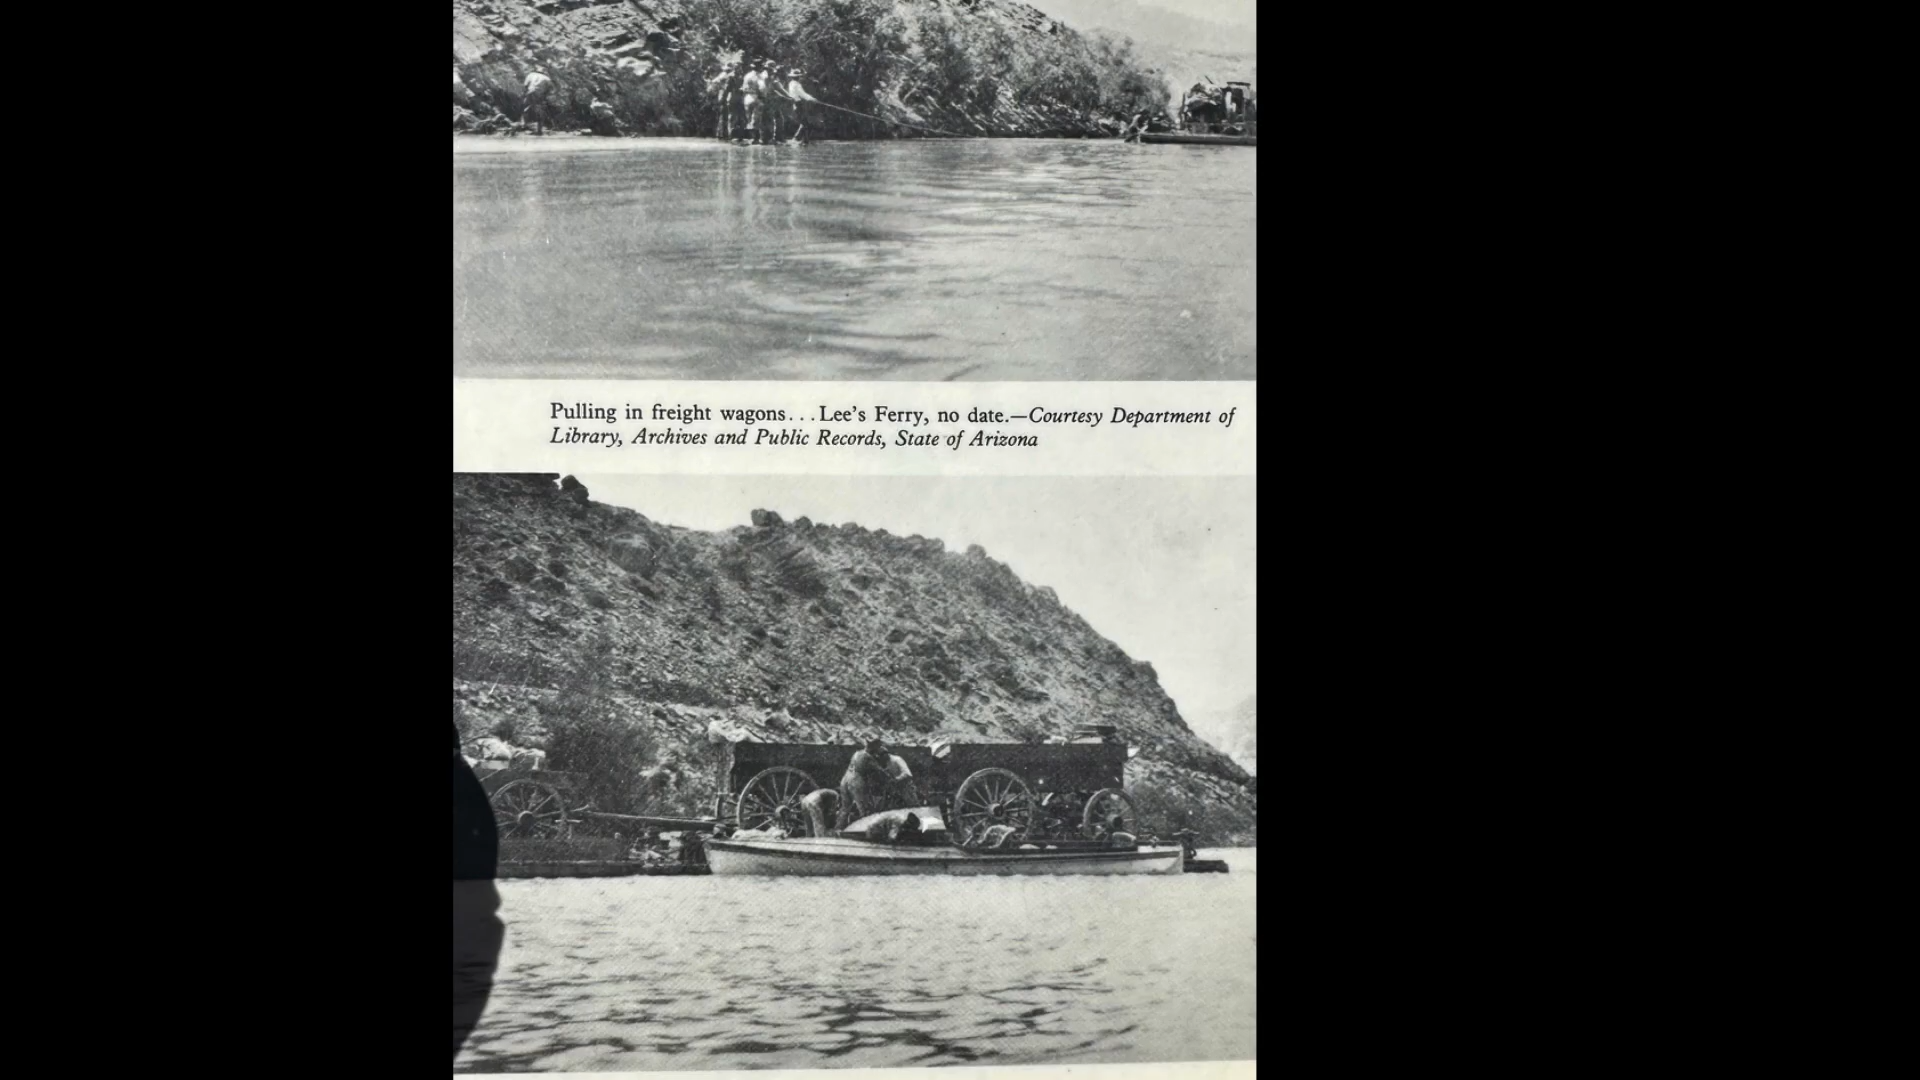 Pulling in freight wagons...Lee's Ferry, no date.—Courtesy Department of
Library, Archives and Public Records, State of Arizona